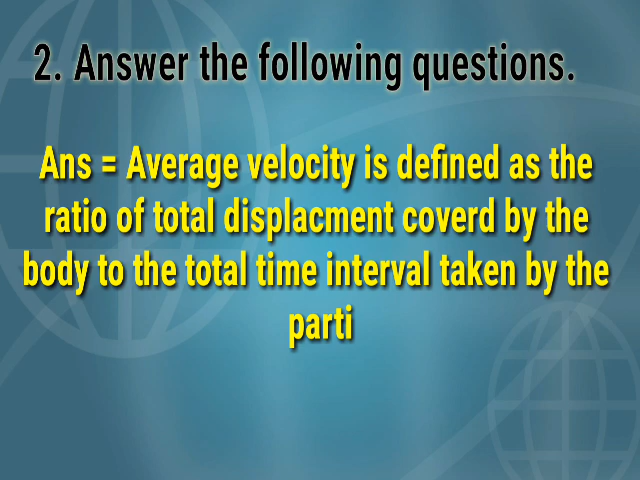 2. Answer the following questions.
Ans = Average velocity is defined as the
ratio of total displacment coverd by the
body to the total time interval taken by the
parti